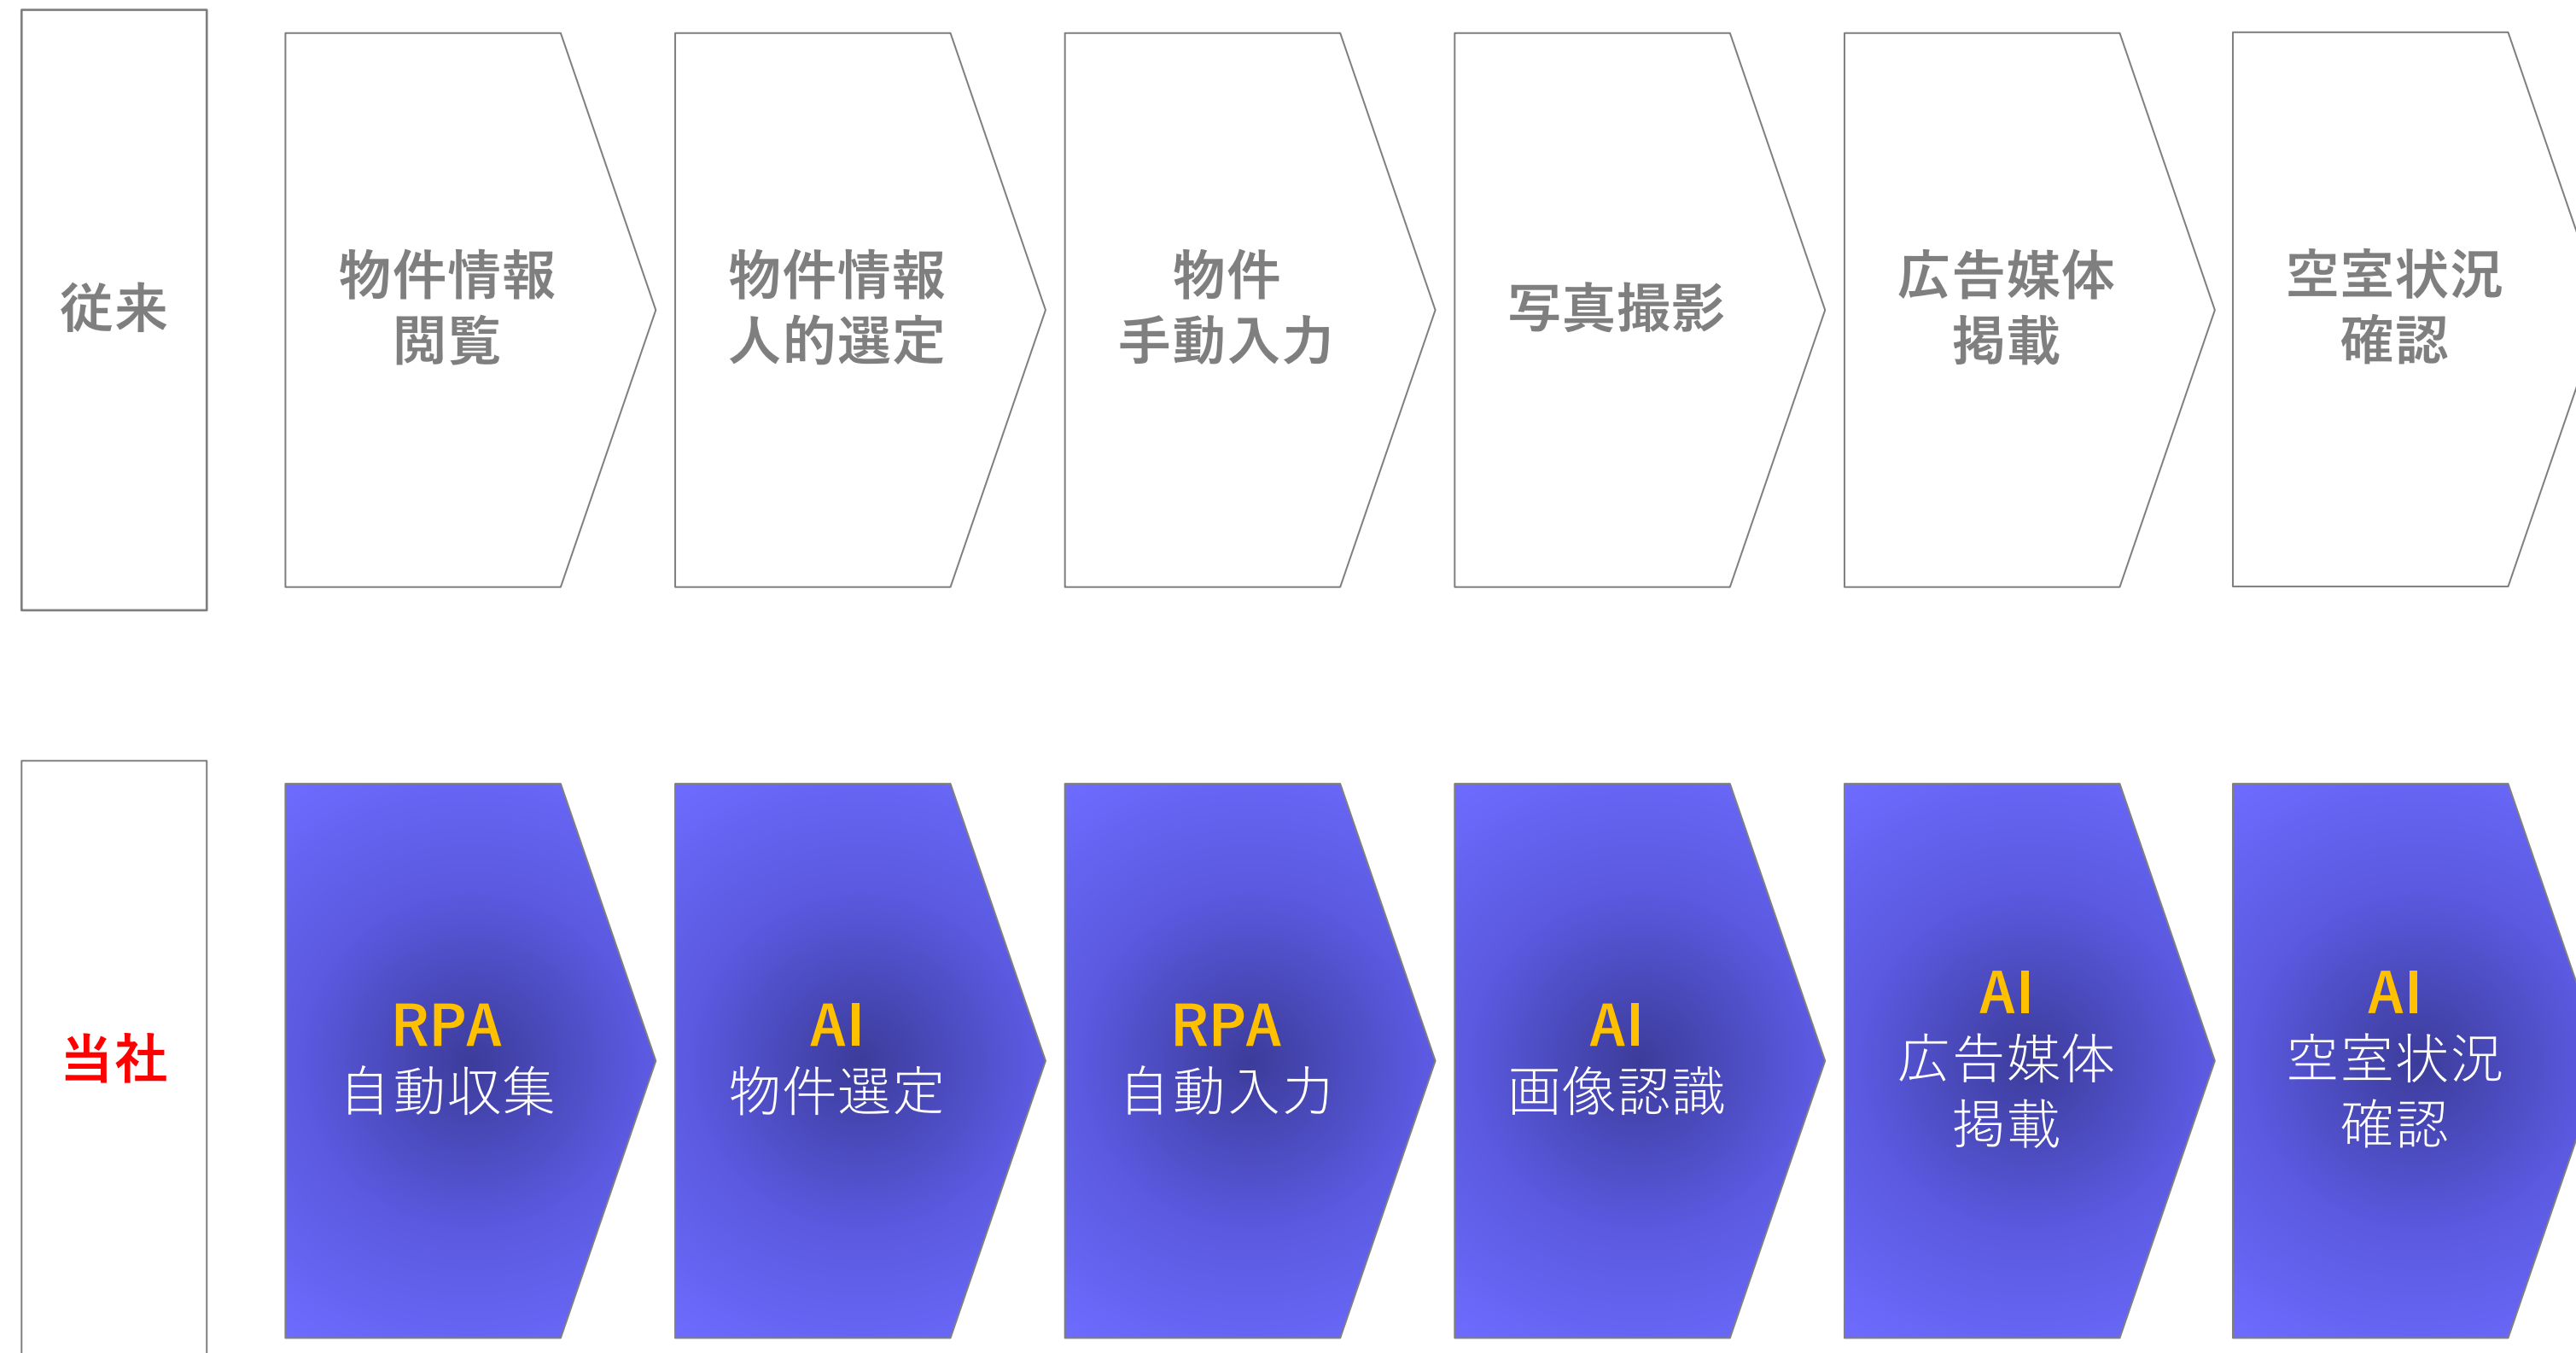 従来
物件情報
閲覧
物件情報
人的選定
物件
手動入力
写真撮影
広告媒体
掲載
空室状況
確認
当社
RPA
自動収集
AI
物件選定
RPA
自動入力
AI
画像認識
AI
広告媒体
掲載
AI
空室状況
確認